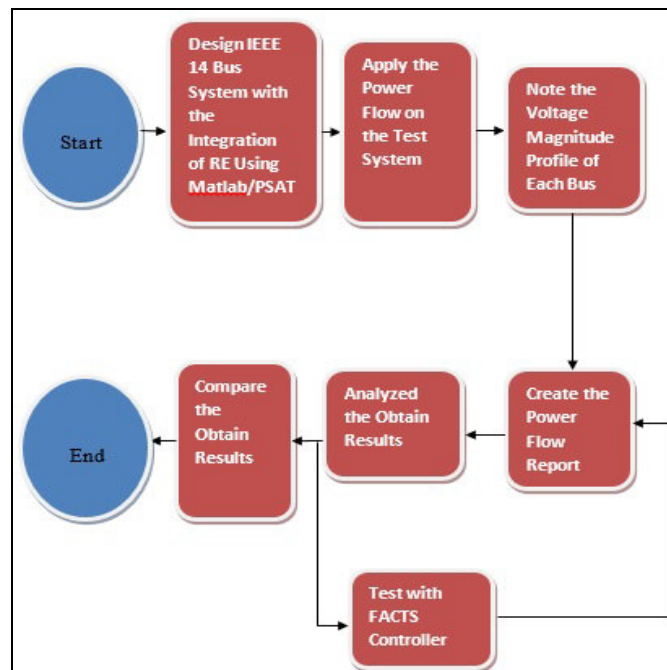 Start
Design IEEE
14 Bus
System with
the
Integration
of RE Using
Matlab/PSAT
Apply the
Power
Flow on
the Test
System
Note the
Voltage
Magnitude
Profile of
Each Bus
Create the
Power
Flow
Report
Analyzed
the Obtain
Results
Compare
the
Obtain
Results
End
Test with
FACTS
Controller